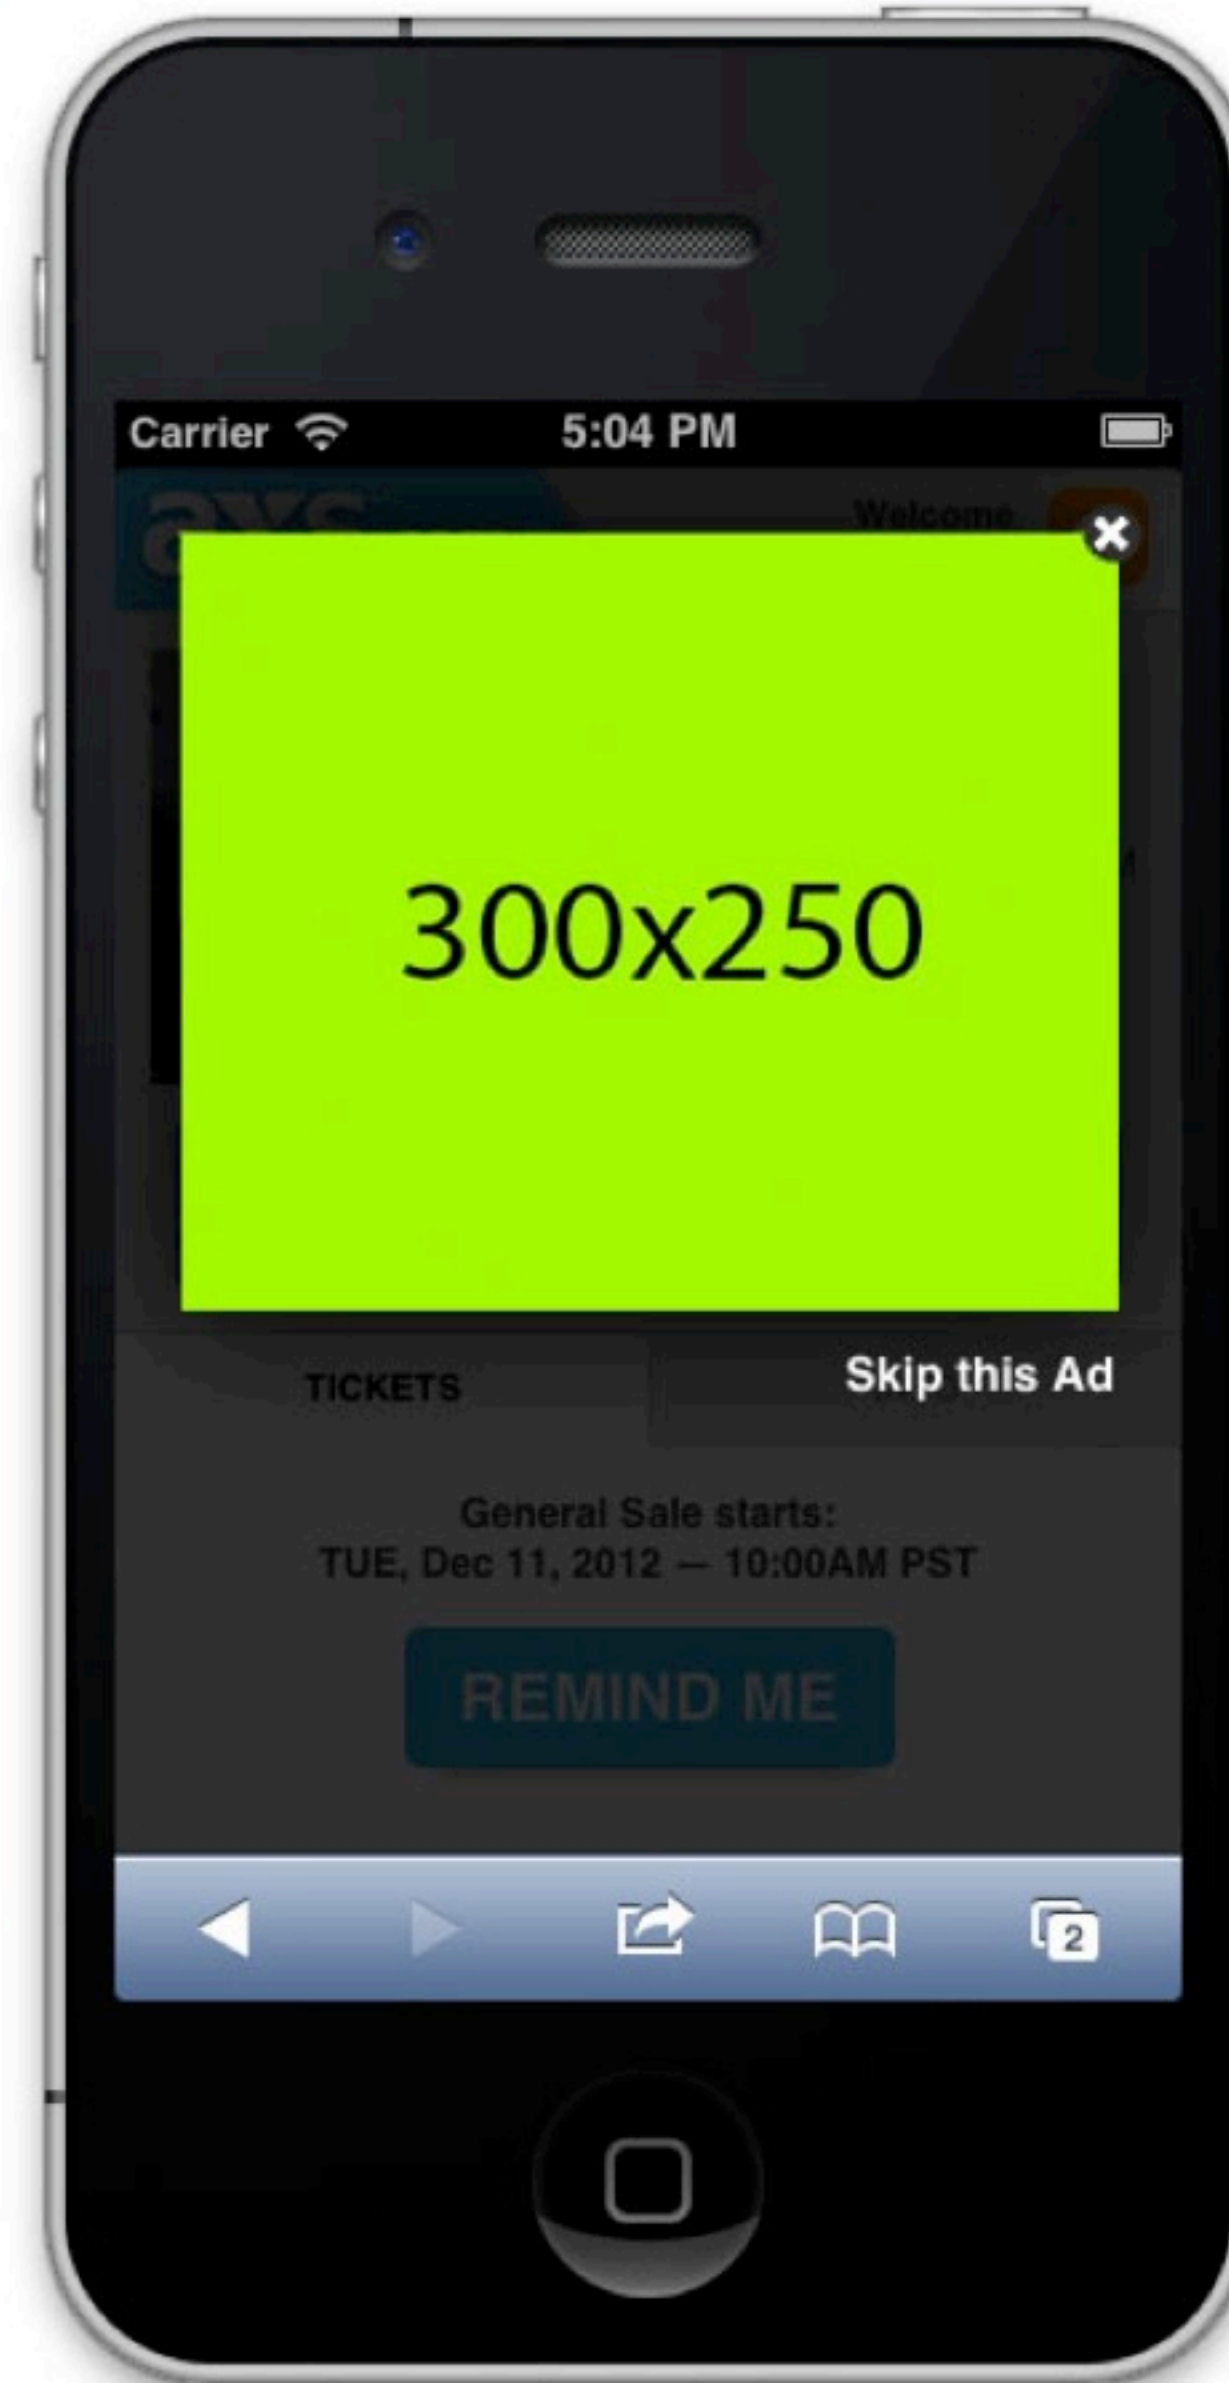 Carrier 5:04 PM
axs Welcome
300x250
Skip this Ad
TICKETS
General Sale starts:
TUE, Dec 11, 2012 — 10:00AM PST
REMIND ME
2